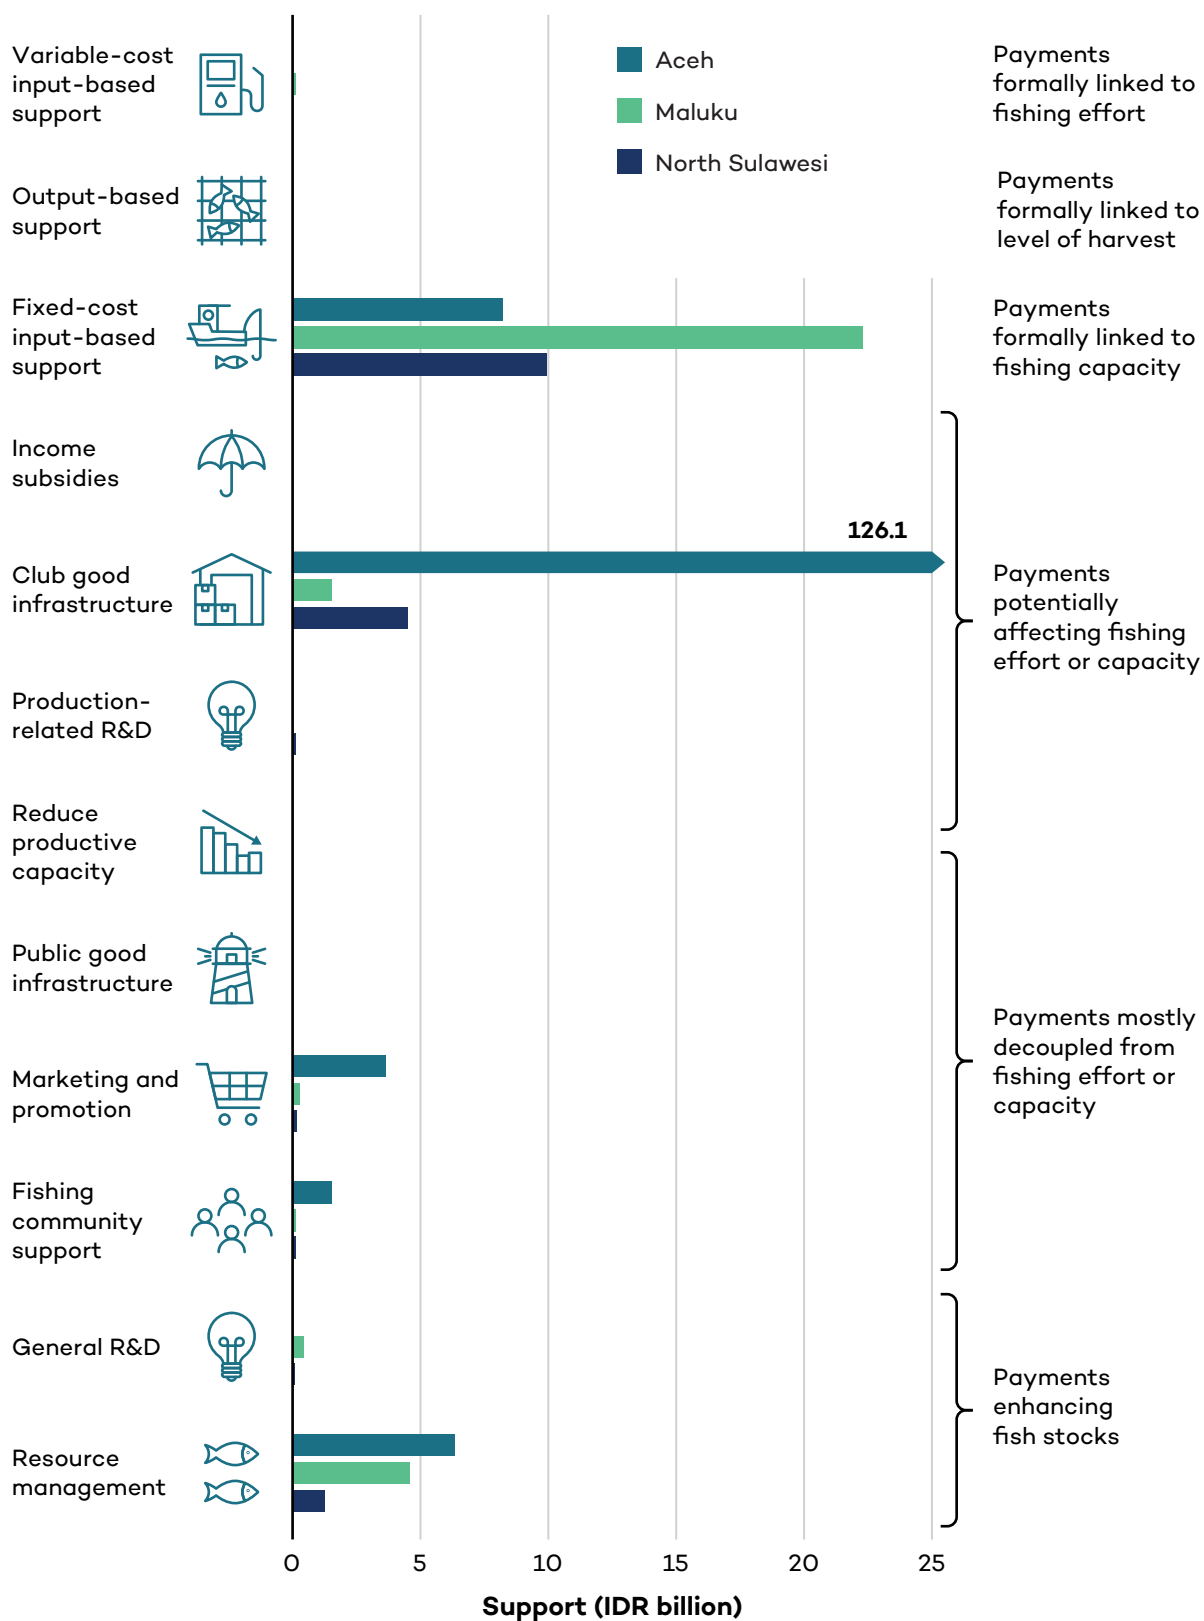 Variable-cost
input-based
support
Aceh
Maluku
North Sulawesi
Payments
formally linked to
fishing effort
Output-based
support
Payments
formally linked to
level of harvest
Fixed-cost
input-based
support
Payments
formally linked to
fishing capacity
Income
subsidies
126.1
Club good
infrastructure
Payments
potentially
affecting fishing
effort or capacity
Production-
related R&D
Reduce
productive
capacity
Public good
infrastructure
Payments mostly
decoupled from
fishing effort or
capacity
Marketing and
promotion
Fishing
community
support
General R&D
Payments
enhancing
fish stocks
Resource
management
0 5 10 15 20 25
Support (IDR billion)